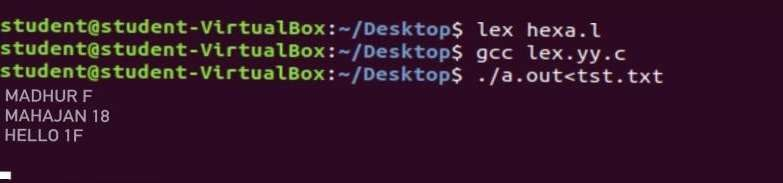 student@student-VirtualBox:~/Desktop$ lex hexa.l
student@student-VirtualBox:~/Desktop$ gcc lex.yy.c
student@student-VirtualBox:~/Desktop$ ./a.out<tst.txt
MADHUR F
MAHAJAN 18
HELLO 1F